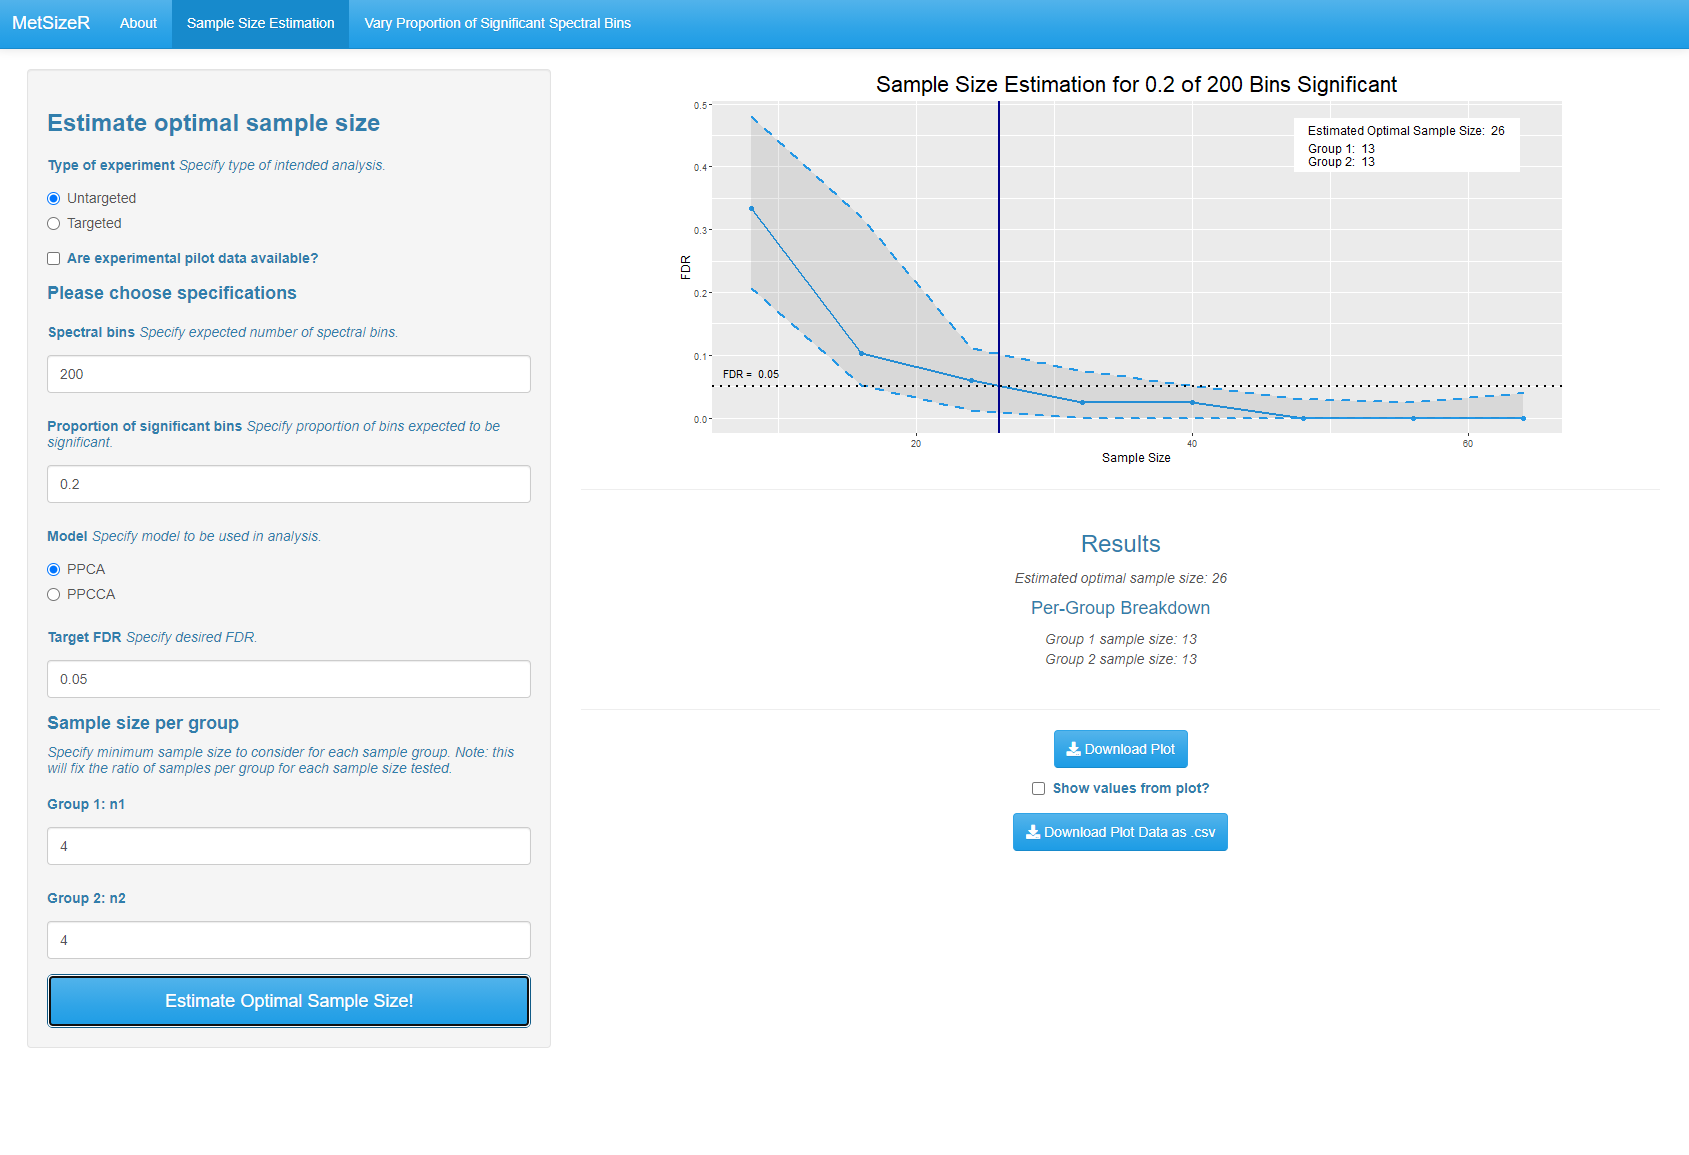 MetSizeR About Sample Size Estimation Vary Proportion of Significant Spectral Bins
Estimate optimal sample size
Type of experiment Specify type of intended analysis.
Untargeted
Targeted
Are experimental pilot data available?
Please choose specifications
Spectral bins Specify expected number of spectral bins.
200
Proportion of significant bins Specify proportion of bins expected to be
significant.
0.2
Model Specify model to be used in analysis.
PPCA
PPCCA
Target FDR Specify desired FDR.
0.05
Sample size per group
Specify minimum sample size to consider for each sample group. Note: this
will fix the ratio of samples per group for each sample size tested.
Group 1: n1
4
Group 2: n2
4
Estimate Optimal Sample Size!
Sample Size Estimation for 0.2 of 200 Bins Significant
Estimated Optimal Sample Size: 26
Group 1: 13
Group 2: 13
0.5
0.4
0.3
0.2
0.1
0.0
FDR
FDR = 0.05
20 40 60
Sample Size
Results
Estimated optimal sample size: 26
Per-Group Breakdown
Group 1 sample size: 13
Group 2 sample size: 13
Download Plot
Show values from plot?
Download Plot Data as .csv